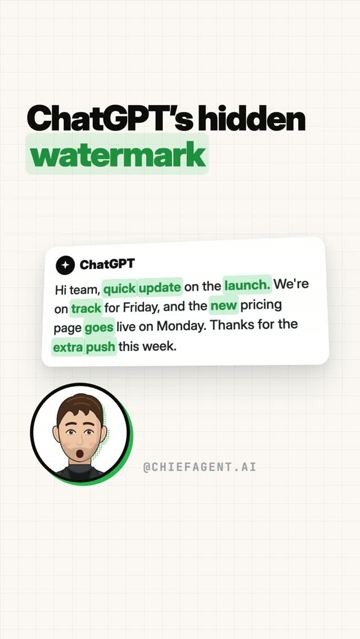 ChatGPT's hidden
watermark
ChatGPT
Hi team, quick update on the launch. We're
on track for Friday, and the new pricing
page goes live on Monday. Thanks for the
extra push this week.
@CHIEFAGENT.AI